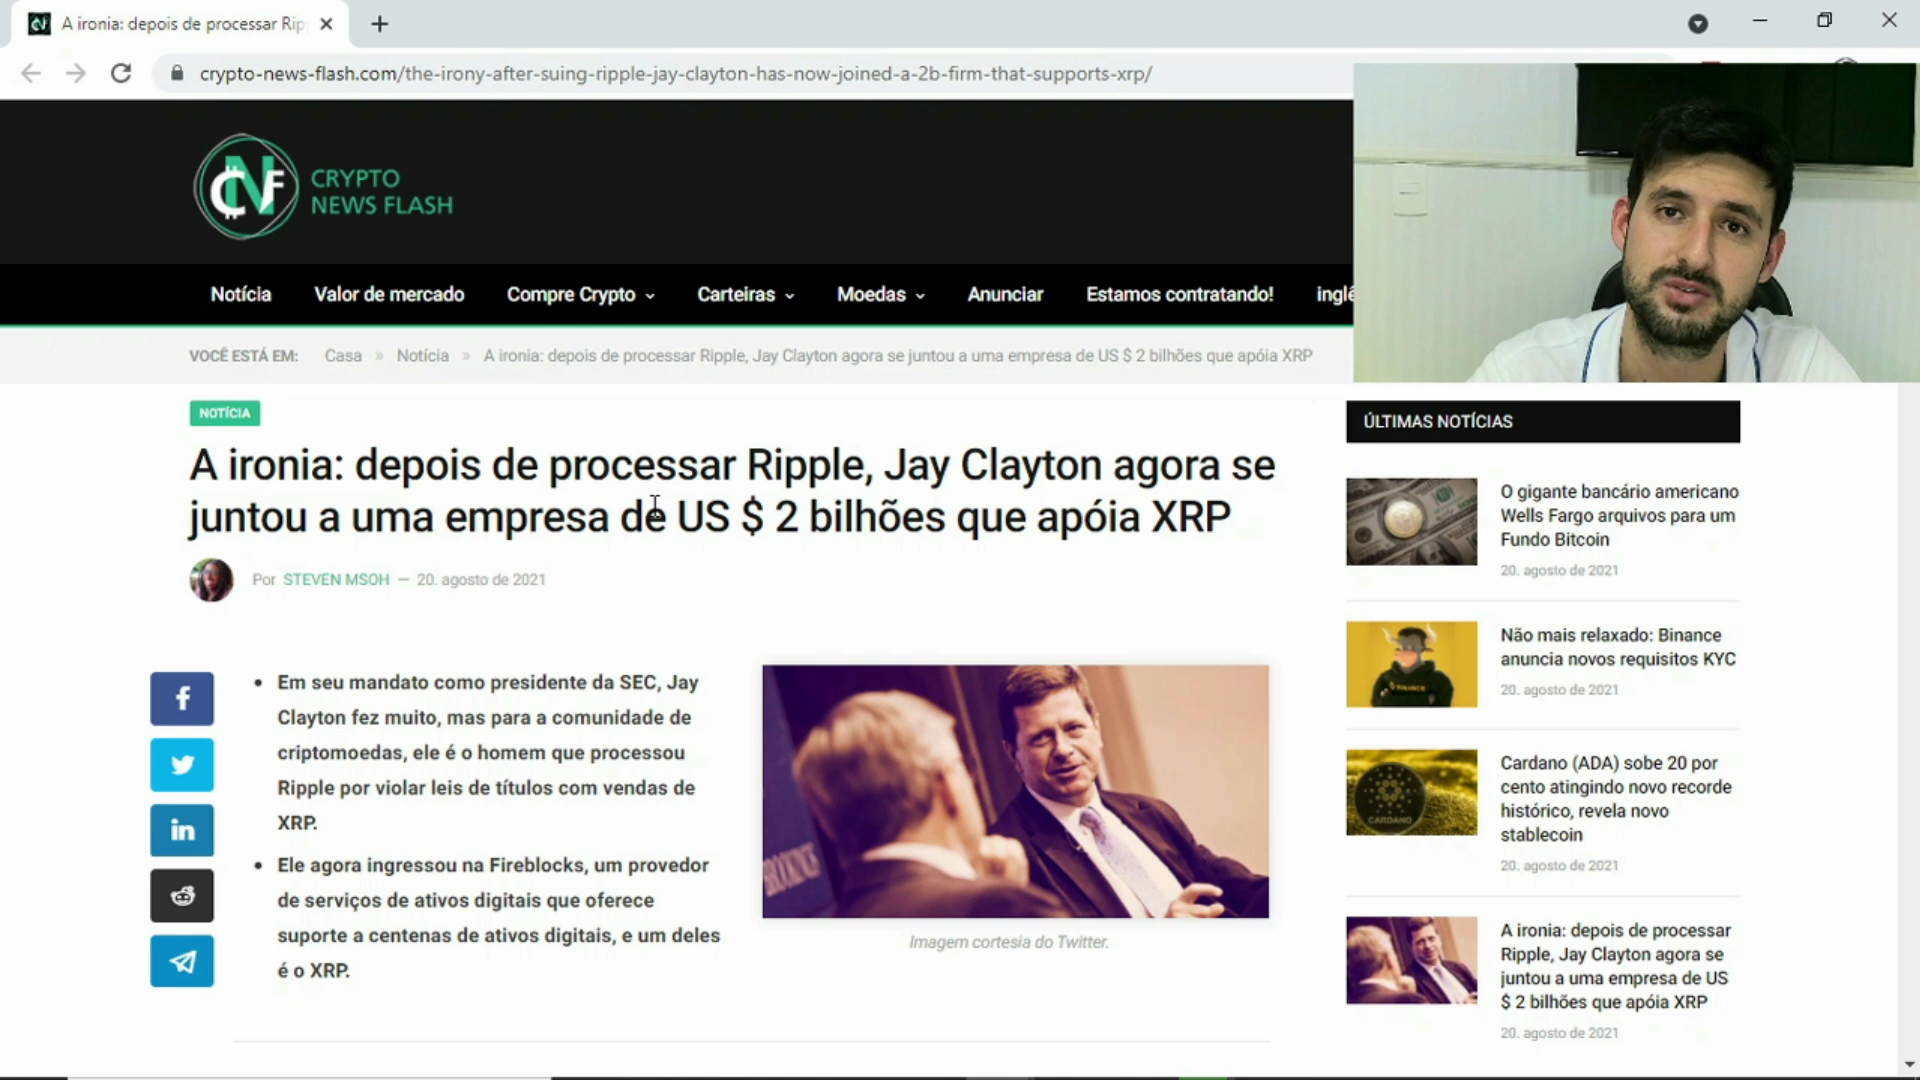 A ironia: depois de processar Rip
crypto-news-flash.com/the-irony-after-suing-ripple-jay-clayton-has-now-joined-a-2b-firm-that-supports-xrp/
CNF
CRYPTO
NEWS FLASH
Notícia
Valor de mercado
Compre Crypto
Carteiras
Moedas
Anunciar
Estamos contratando!
inglê
VOCÊ ESTÁ EM: Casa » Notícia » A ironia: depois de processar Ripple, Jay Clayton agora se juntou a uma empresa de US $ 2 bilhões que apóia XRP
NOTÍCIA
A ironia: depois de processar Ripple, Jay Clayton agora se
juntou a uma empresa de US $ 2 bilhões que apóia XRP
Por STEVEN MSOH — 20. agosto de 2021
• Em seu mandato como presidente da SEC, Jay
Clayton fez muito, mas para a comunidade de
criptomoedas, ele é o homem que processou
Ripple por violar leis de títulos com vendas de
XRP.
• Ele agora ingressou na Fireblocks, um provedor
de serviços de ativos digitais que oferece
suporte a centenas de ativos digitais, e um deles
é o XRP.
Imagem cortesia do Twitter.
ÚLTIMAS NOTÍCIAS
O gigante bancário americano
Wells Fargo arquivos para um
Fundo Bitcoin
20. agosto de 2021
BINANCE
Não mais relaxado: Binance
anuncia novos requisitos KYC
20. agosto de 2021
CARDANO
Cardano (ADA) sobe 20 por
cento atingindo novo recorde
histórico, revela novo
stablecoin
20. agosto de 2021
A ironia: depois de processar
Ripple, Jay Clayton agora se
juntou a uma empresa de US
$ 2 bilhões que apóia XRP
20. agosto de 2021